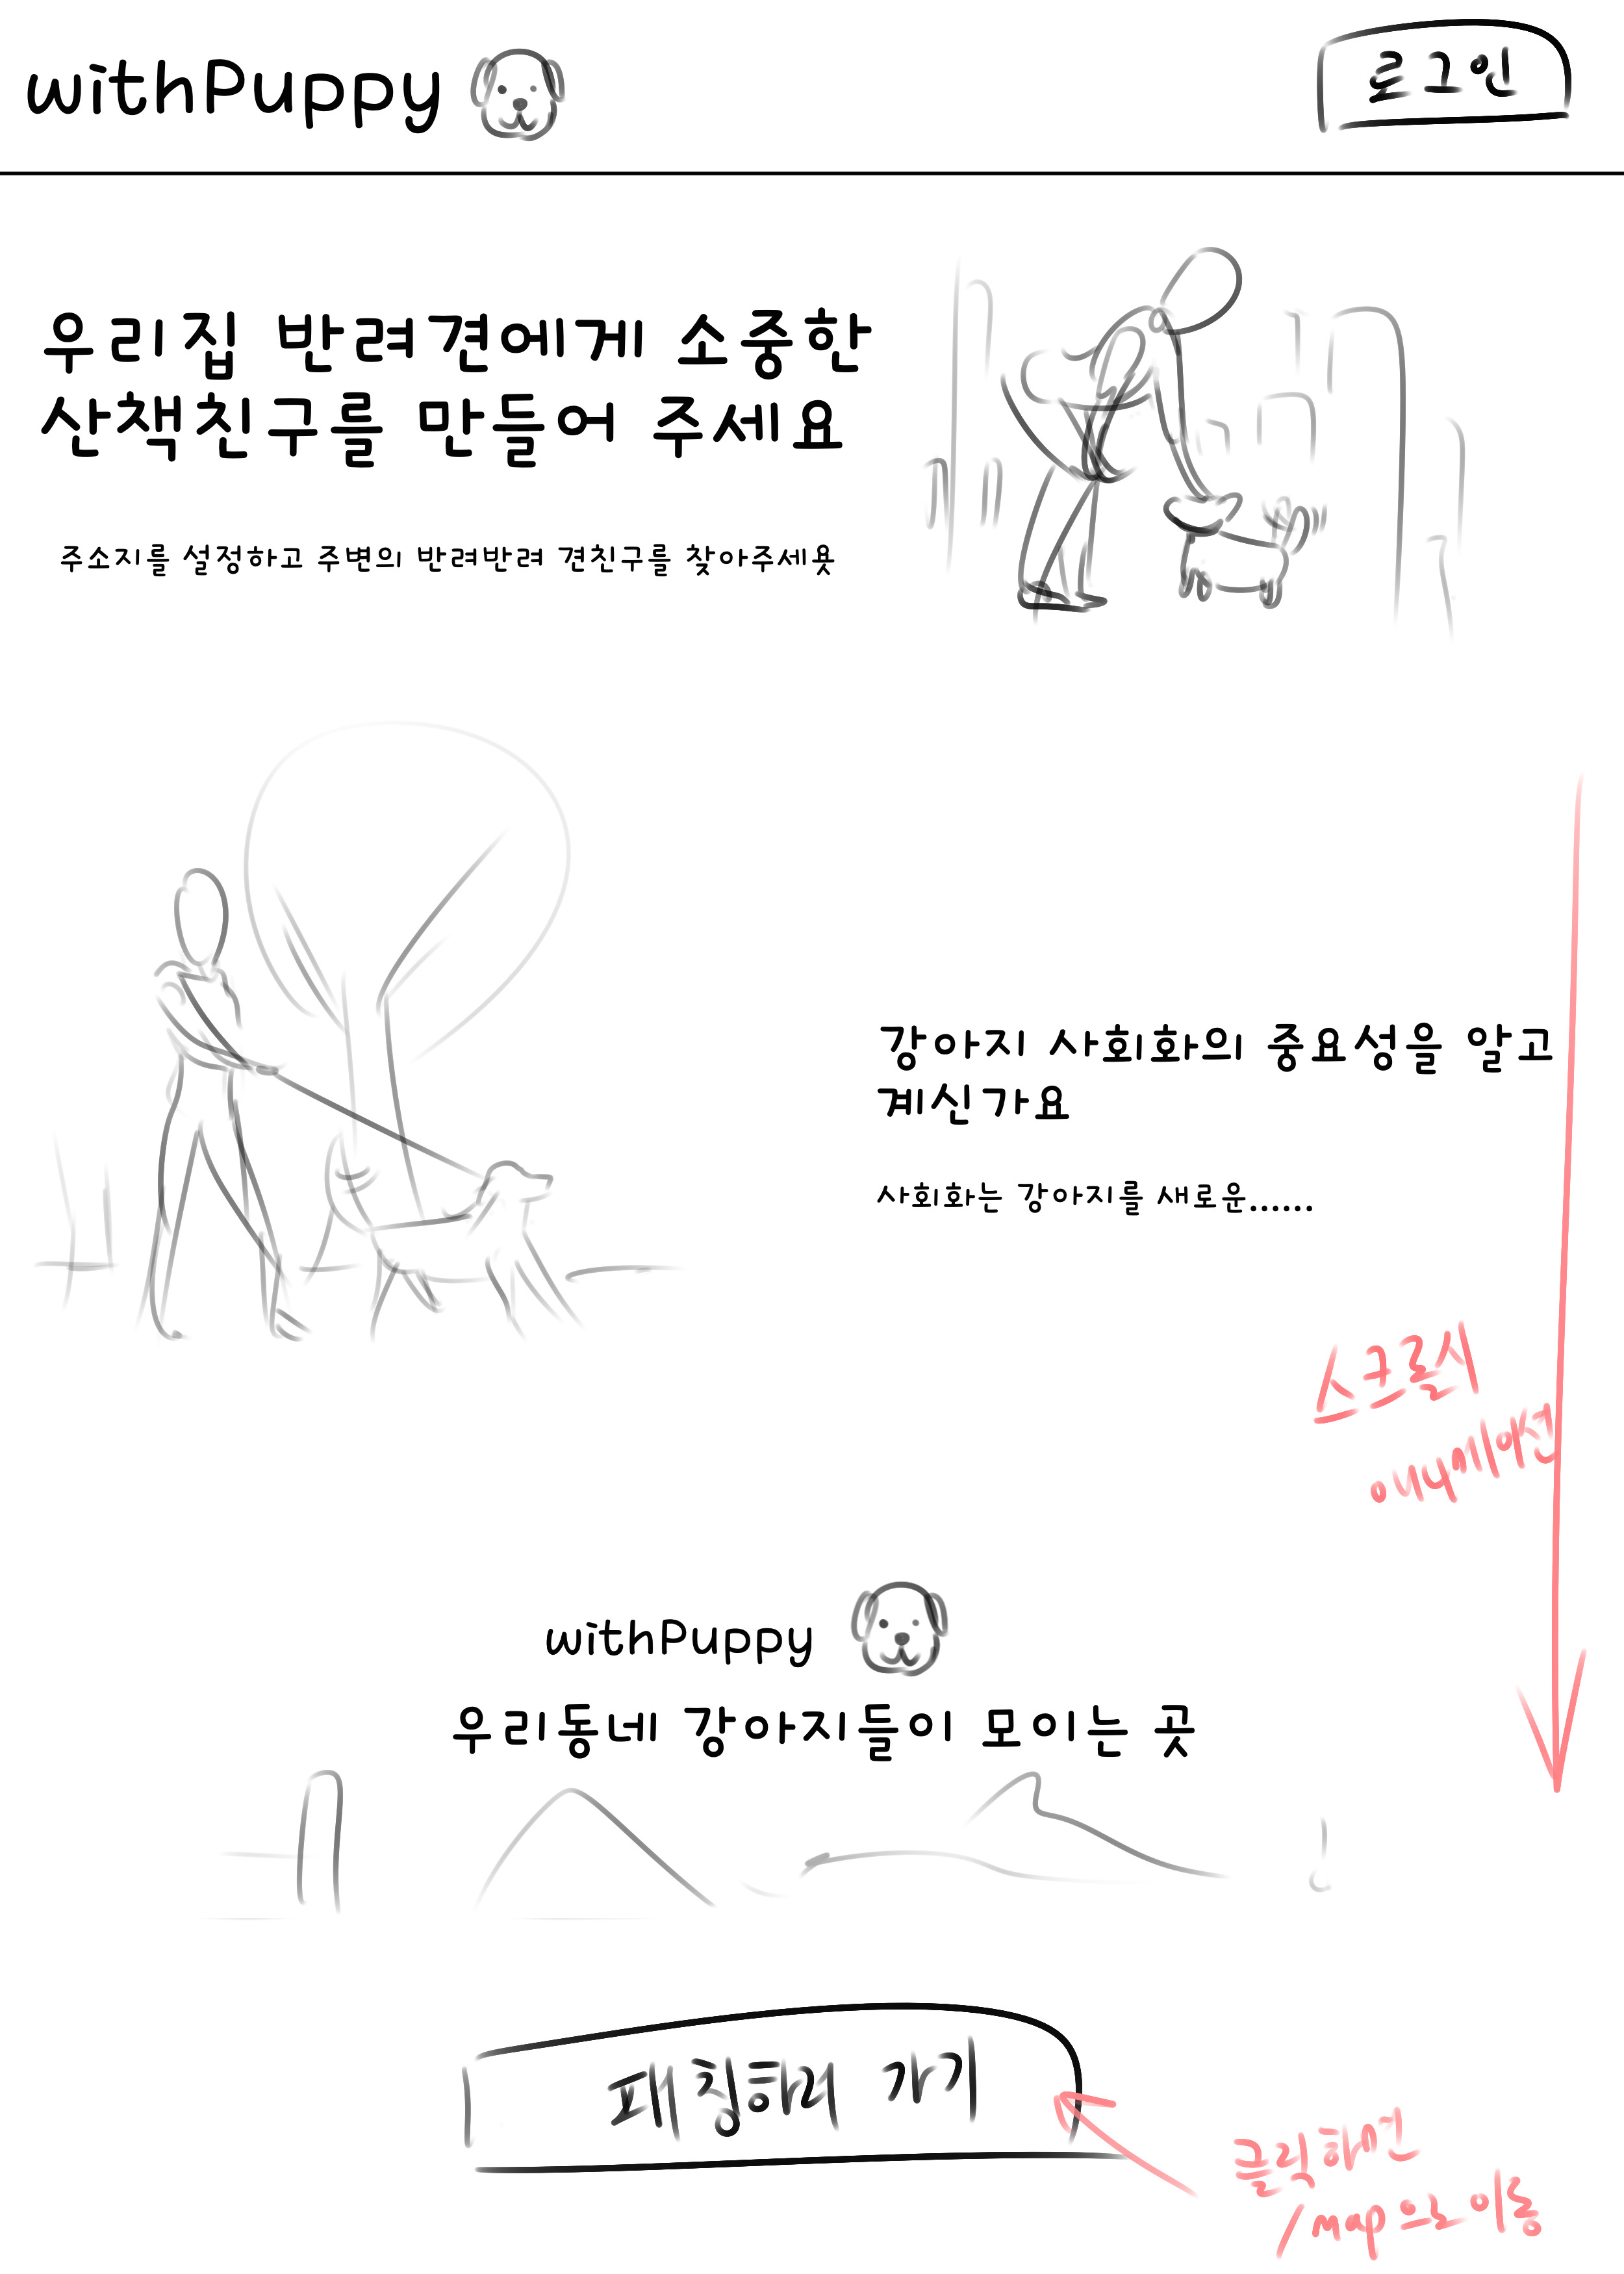 withPuppy
로그인
우리집 반려견에게 소중한
산책친구를 만들어 주세요
주소지를 설정하고 주변의 반려반려 견친구를 찾아주세욧
강아지 사회화의 중요성을 알고
계신가요
사회화는 강아지를 새로운......
스크롤시
애니메이션
withPuppy
우리동네 강아지들이 모이는 곳
패칭하러 가기
클릭하면
/map으로 이동